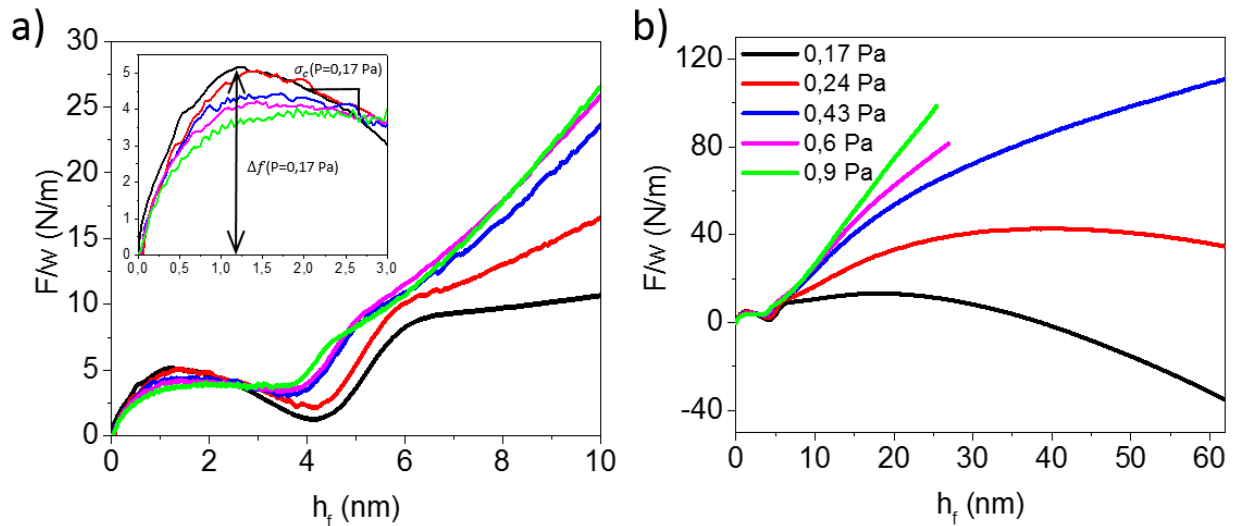 a)
F/w (N/m)
30
25
20
15
10
5
0
0 2 4 6 8 10
h_f (nm)
5
4
3
2
1
0
0,0 0,5 1,0 1,5 2,0 2,5 3,0
σ_c(P=0,17 Pa)
Δf(P=0,17 Pa)
b)
F/w (N/m)
120
80
40
0
-40
0 10 20 30 40 50 60
h_f (nm)
0,17 Pa
0,24 Pa
0,43 Pa
0,6 Pa
0,9 Pa